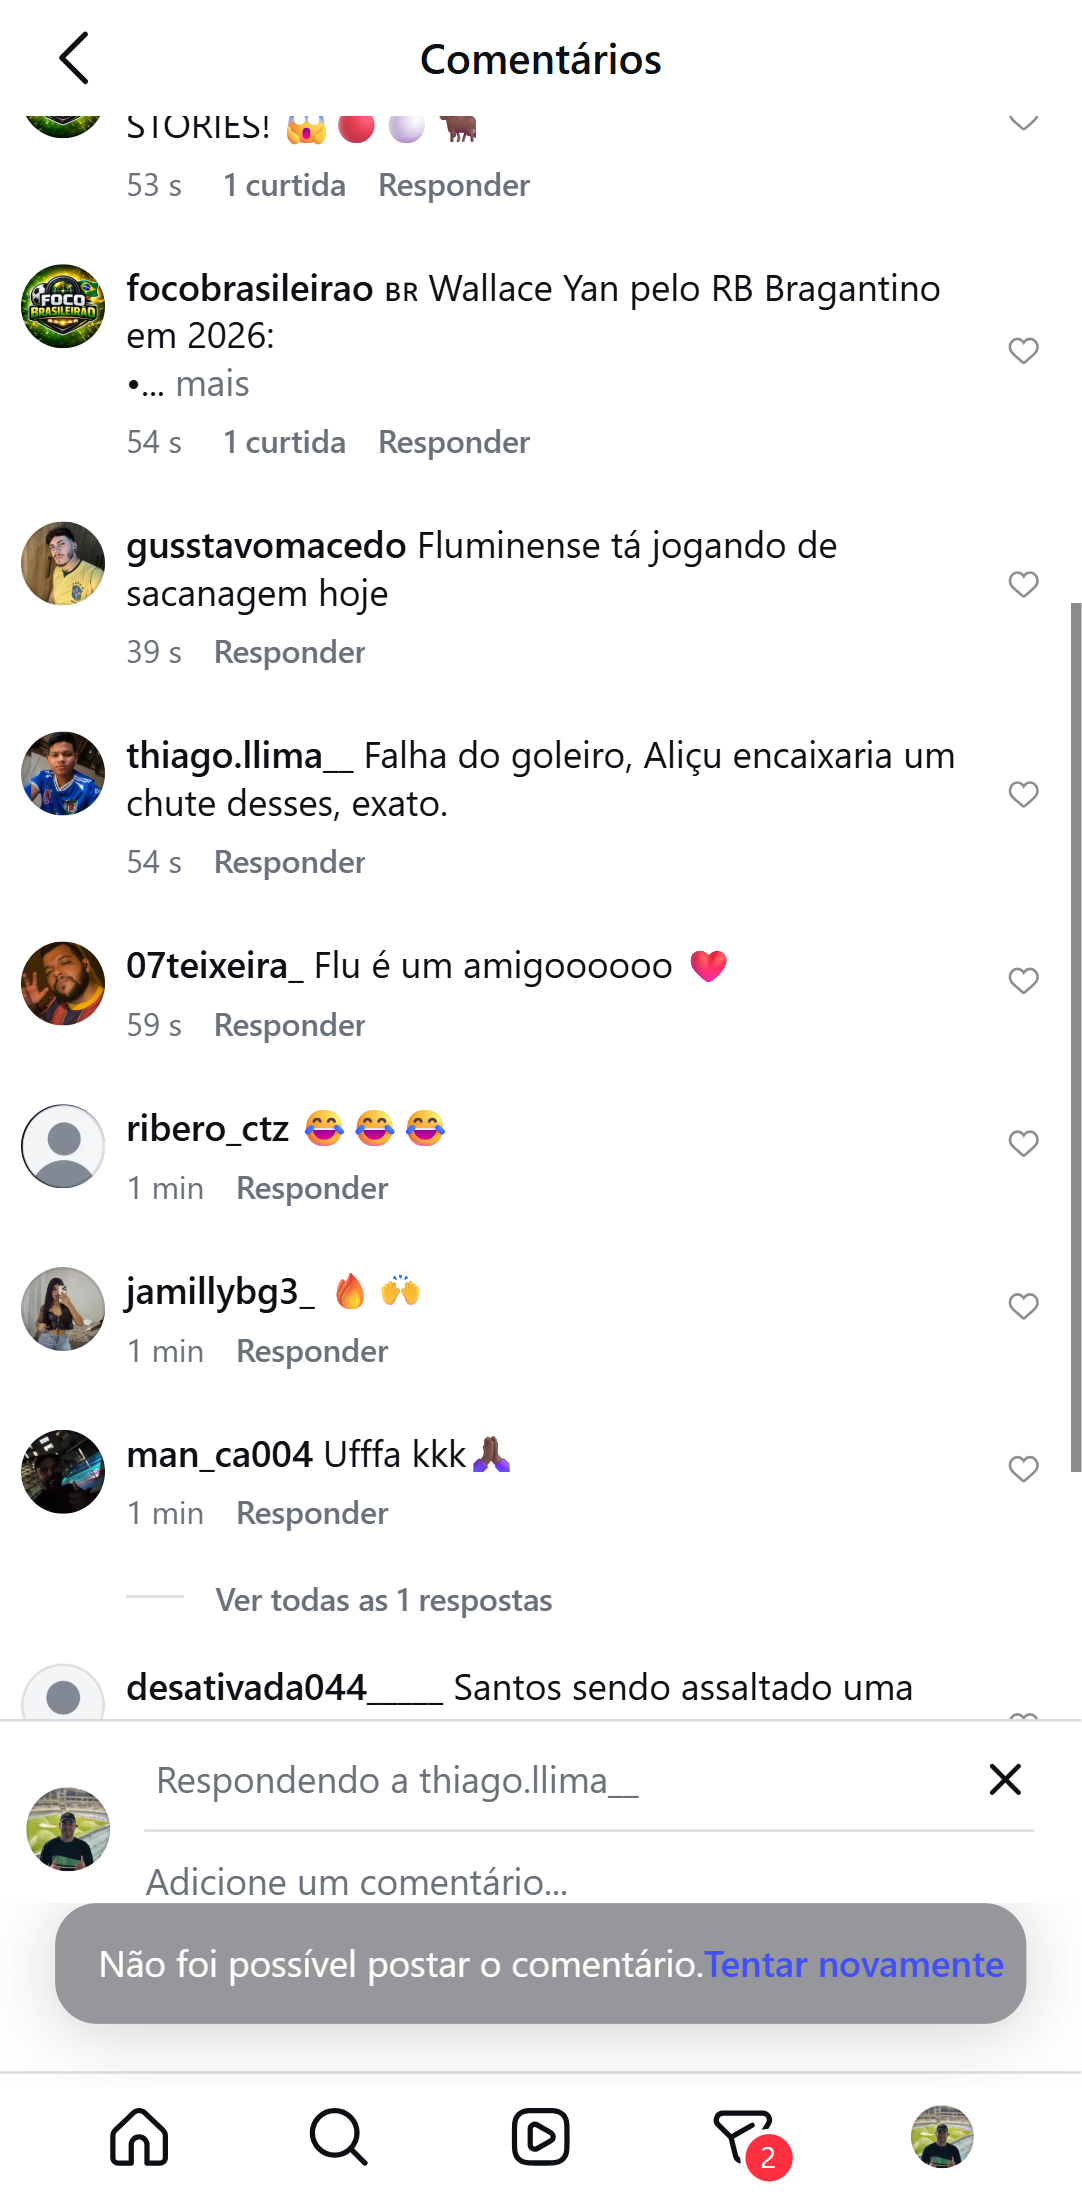 Comentários
STORIES! 😱🔴⚪🐂
53 s 1 curtida Responder
FOCO
BRASILEIRÃO
focobrasileirao 🇧🇷 Wallace Yan pelo RB Bragantino
em 2026:
•... mais
54 s 1 curtida Responder
gusstavomacedo Fluminense tá jogando de
sacanagem hoje
39 s Responder
thiago.llima__ Falha do goleiro, Aliçu encaixaria um
chute desses, exato.
54 s Responder
07teixeira_ Flu é um amigoooooo ❤️
59 s Responder
ribero_ctz 😂😂😂
1 min Responder
jamillybg3_ 🔥🙌
1 min Responder
man_ca004 Ufffa kkk🙏🏿
1 min Responder
Ver todas as 1 respostas
desativada044_____ Santos sendo assaltado uma
Respondendo a thiago.llima__
Adicione um comentário...
Não foi possível postar o comentário.Tentar novamente
2